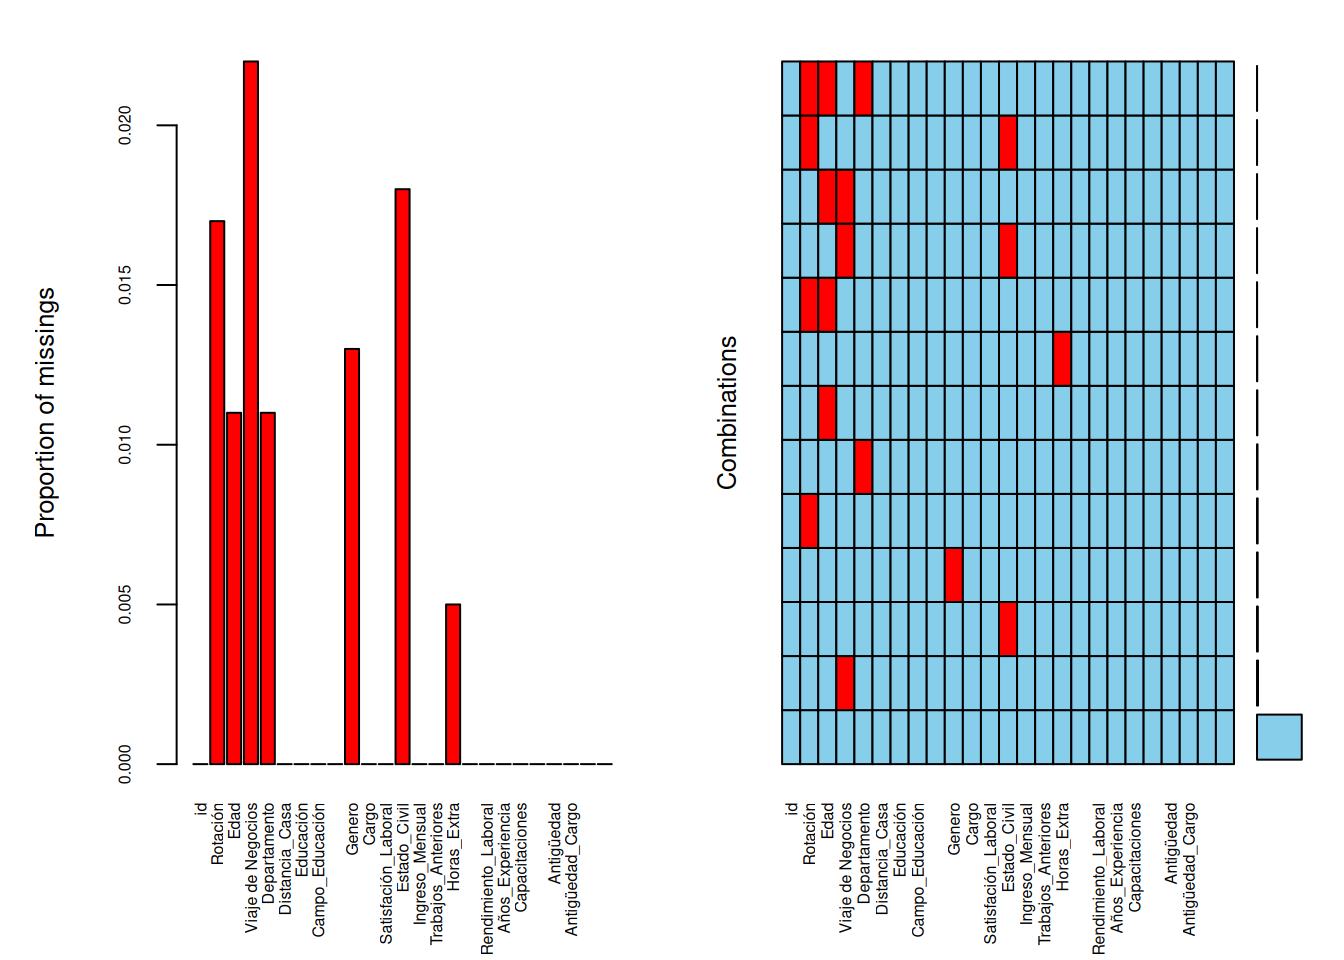 Proportion of missings
0.000
0.005
0.010
0.015
0.020
id
Rotación
Edad
Viaje de Negocios
Departamento
Distancia_Casa
Educación
Campo_Educación
Genero
Cargo
Satisfación_Laboral
Estado_Civil
Ingreso_Mensual
Trabajos_Anteriores
Horas_Extra
Rendimiento_Laboral
Años_Experiencia
Capacitaciones
Antigüedad
Antigüedad_Cargo
Combinations
id
Rotación
Edad
Viaje de Negocios
Departamento
Distancia_Casa
Educación
Campo_Educación
Genero
Cargo
Satisfación_Laboral
Estado_Civil
Ingreso_Mensual
Trabajos_Anteriores
Horas_Extra
Rendimiento_Laboral
Años_Experiencia
Capacitaciones
Antigüedad
Antigüedad_Cargo